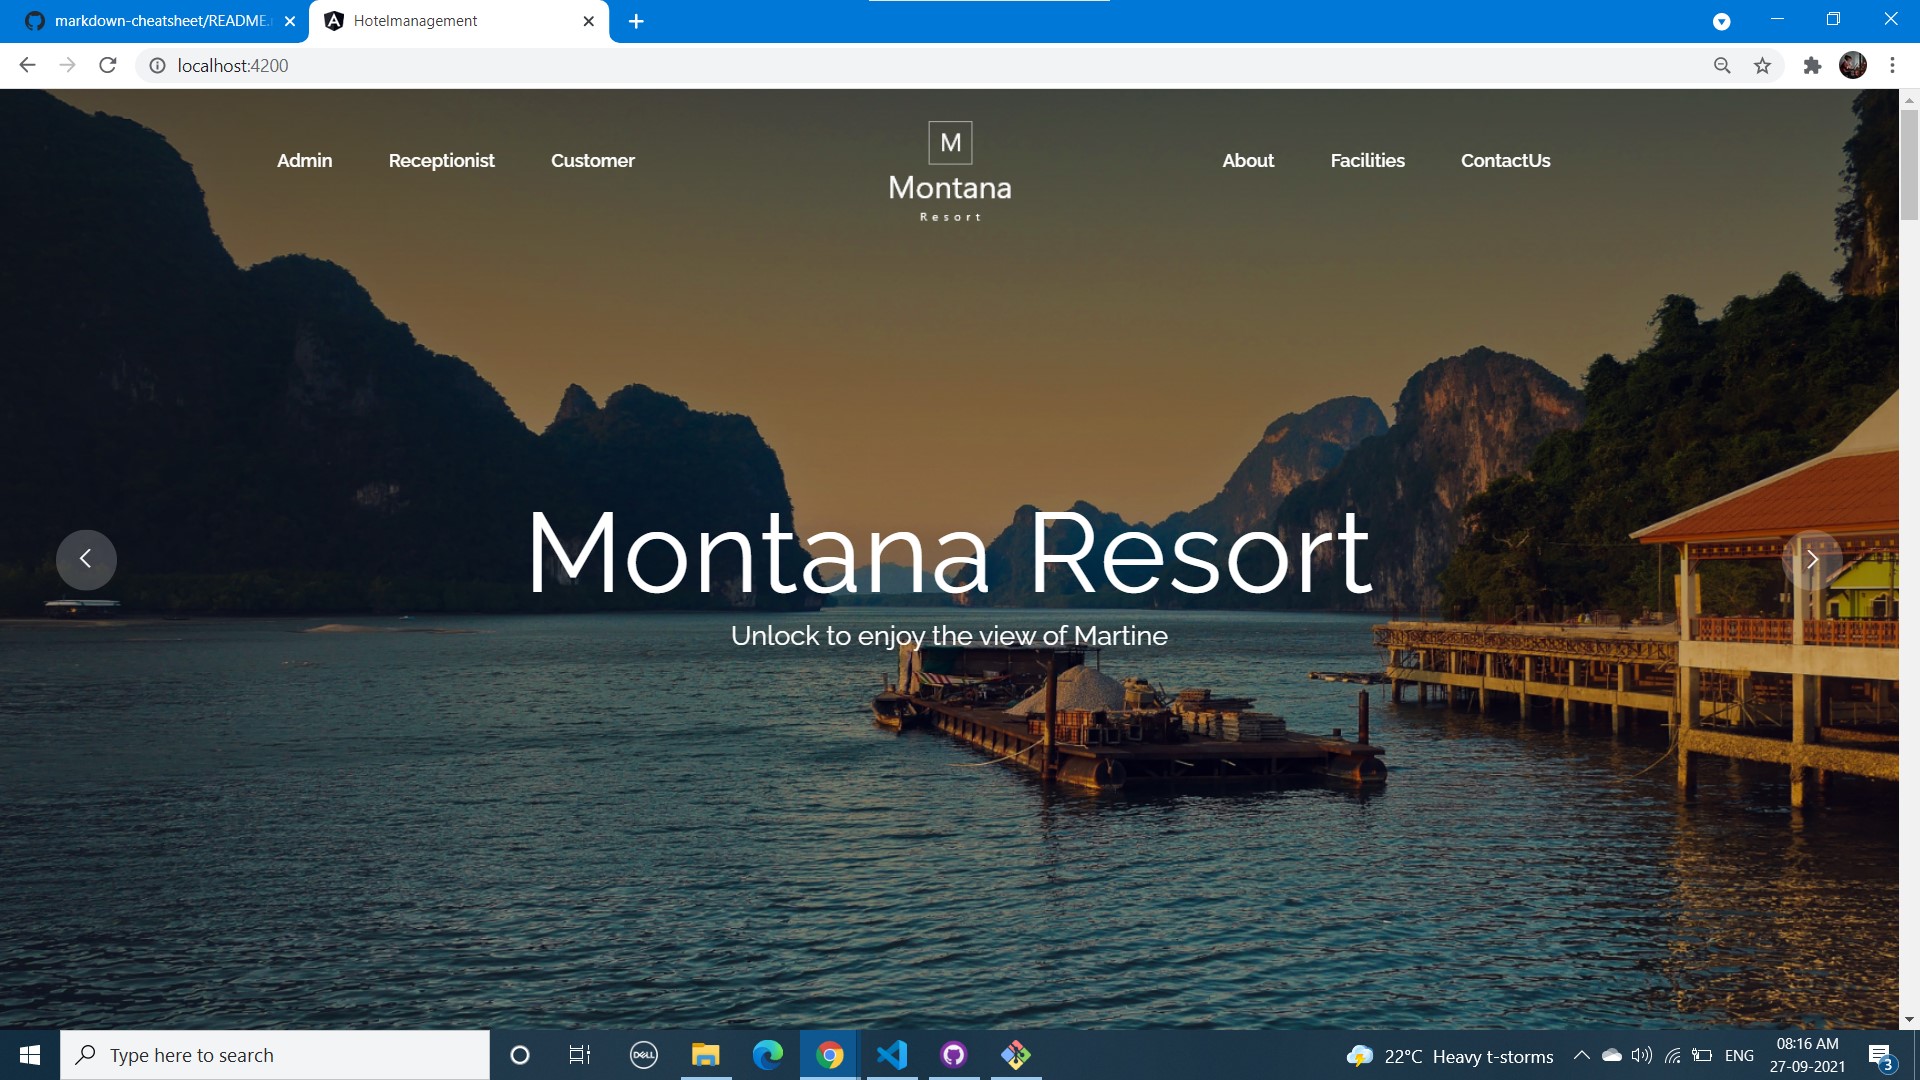 markdown-cheatsheet/README.
Hotelmanagement
localhost:4200
Admin
Receptionist
Customer
M
Montana
Resort
About
Facilities
ContactUs
Montana Resort
Unlock to enjoy the view of Martine
Type here to search
DELL
22°C Heavy t-storms
ENG
08:16 AM
27-09-2021
3